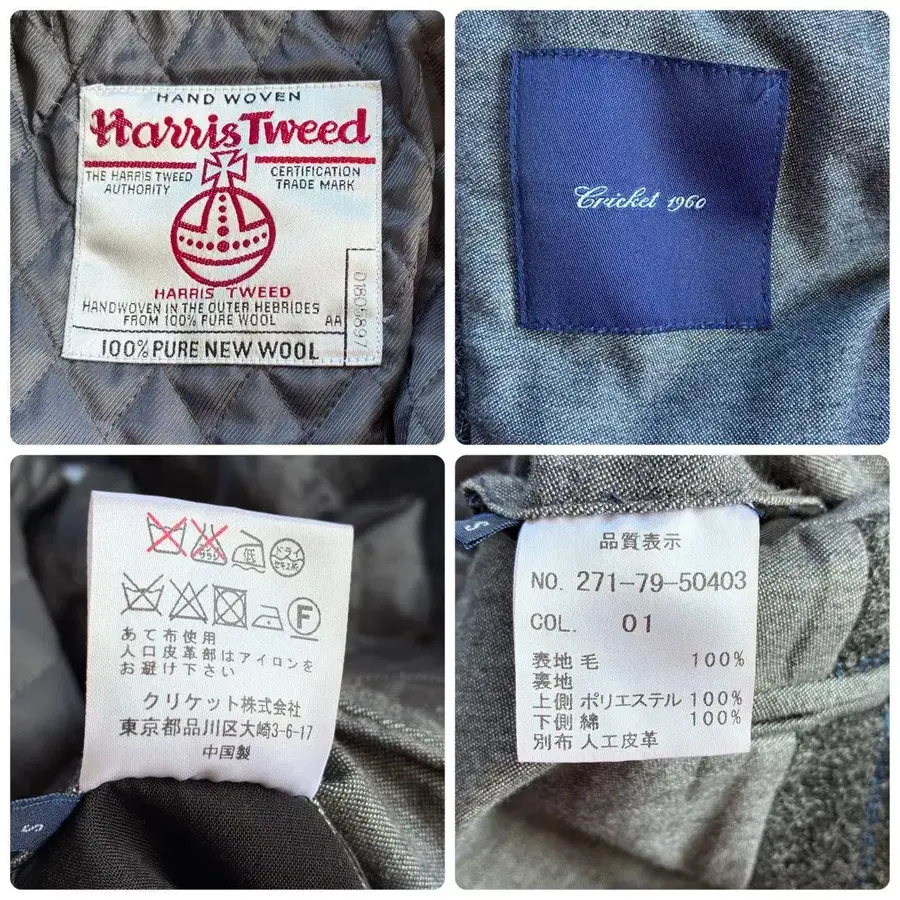 HAND WOVEN
Harris Tweed
THE HARRIS TWEED AUTHORITY
CERTIFICATION TRADE MARK
HARRIS TWEED
HANDWOVEN IN THE OUTER HEBRIDES
FROM 100% PURE WOOL AA
01805897
100% PURE NEW WOOL
Cricket 1960
低
ドライ
セキユ系
F
あて布使用
人口皮革部はアイロンを
お避け下さい
クリケット株式会社
東京都品川区大崎3-6-17
中国製
S
S
品質表示
NO. 271-79-50403
COL. 01
表地 毛 100%
裏地
上側 ポリエステル 100%
下側 綿 100%
別布 人工皮革